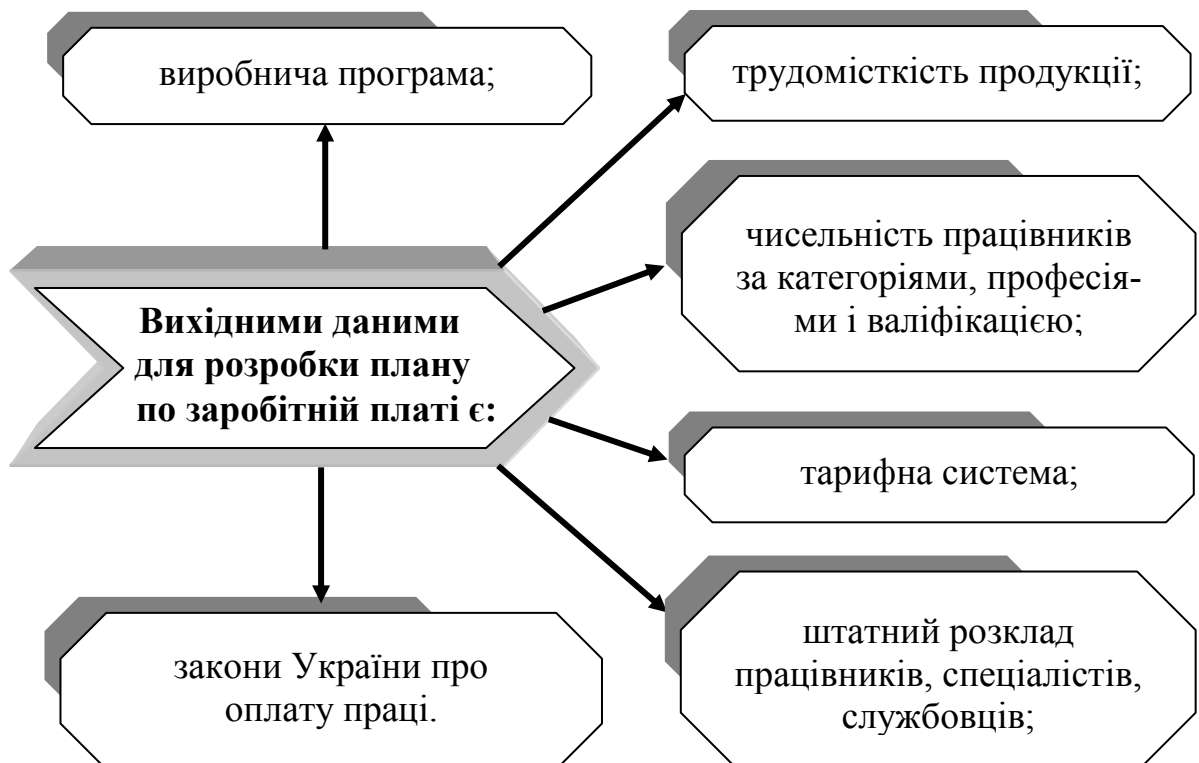 виробнича програма;
трудомісткість продукції;
чисельність працівників
за категоріями, професія-
ми і валіфікацією;
Вихідними даними
для розробки плану
по заробітній платі є:
тарифна система;
штатний розклад
працівників, спеціалістів,
службовців;
закони України про
оплату праці.